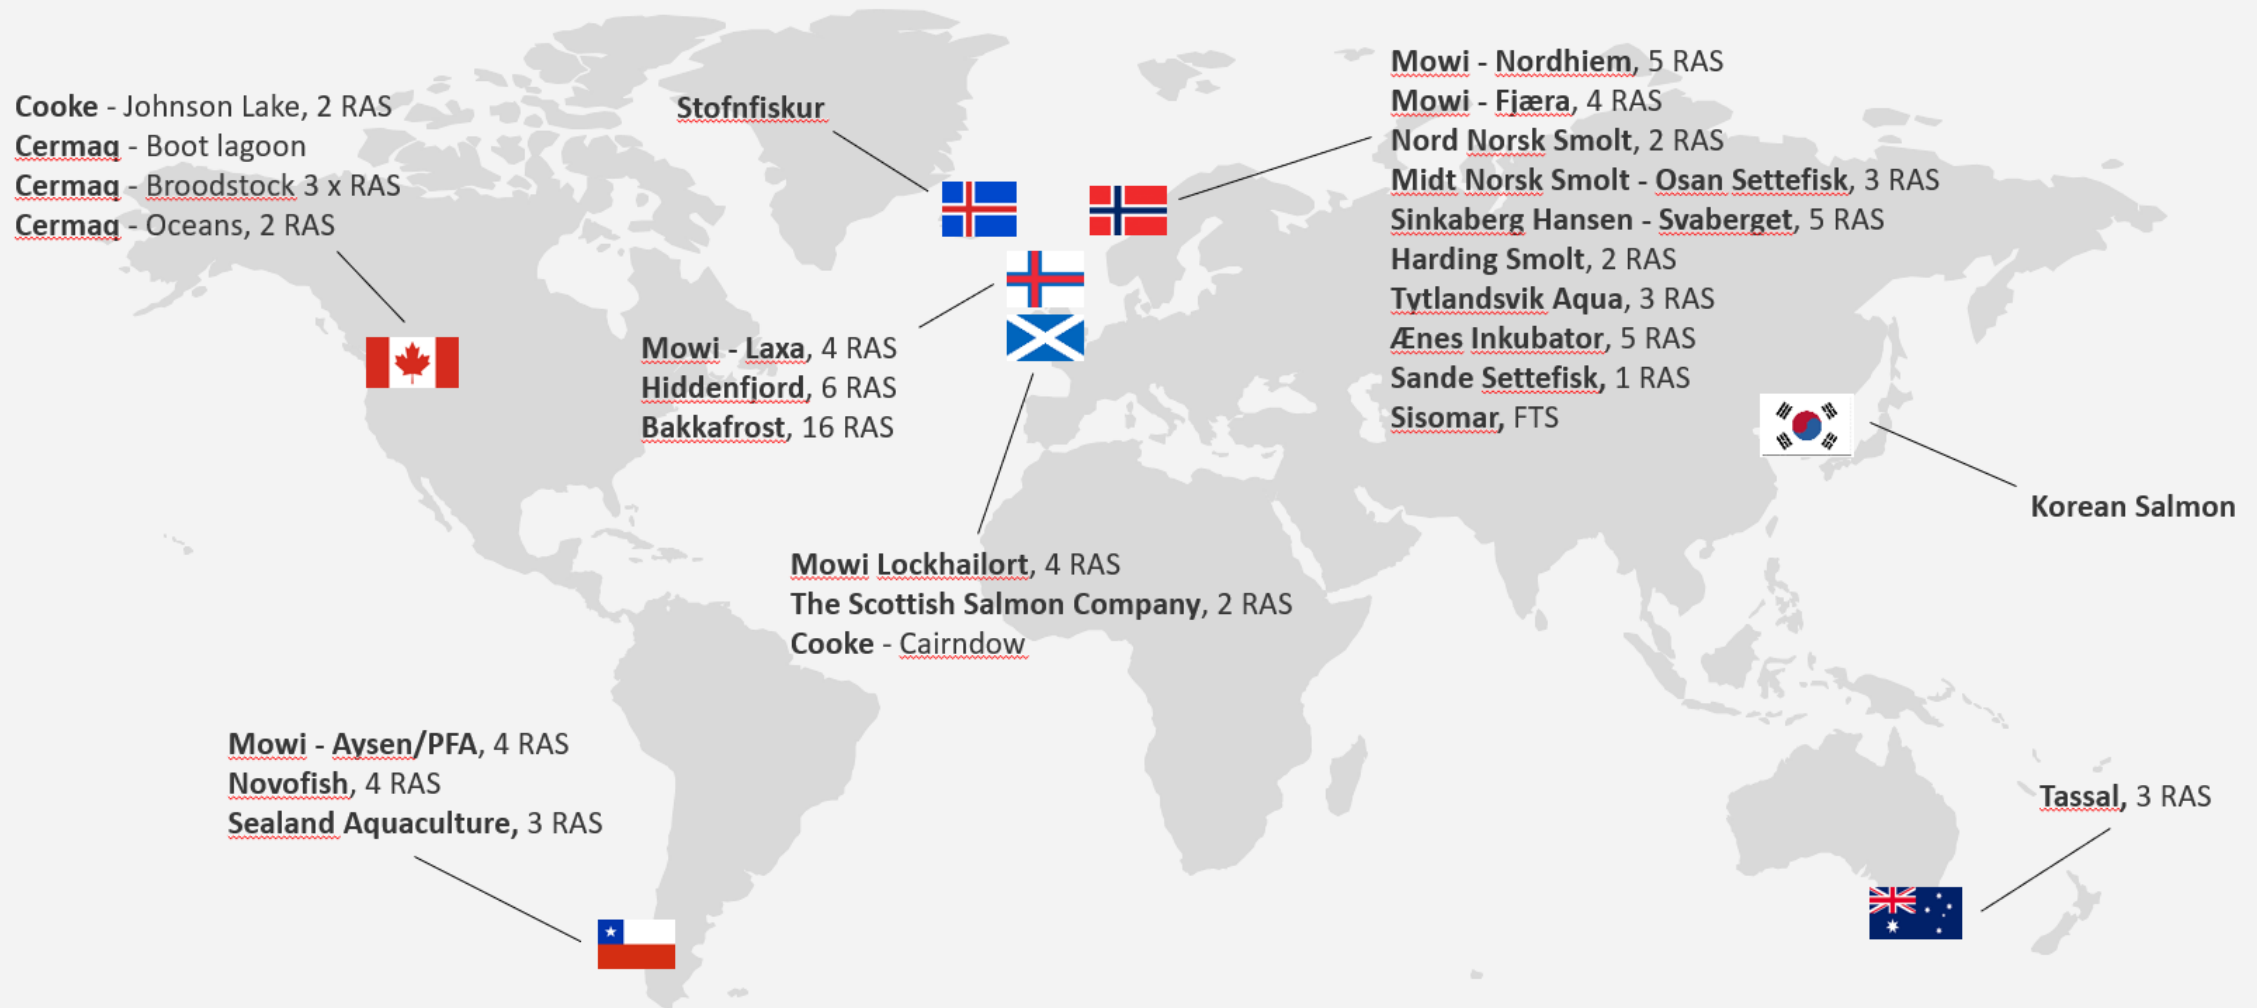 Cooke - Johnson Lake, 2 RAS
Cermaq - Boot lagoon
Cermaq - Broodstock 3 x RAS
Cermaq - Oceans, 2 RAS
Stofnfiskur
Mowi - Nordhiem, 5 RAS
Mowi - Fjæra, 4 RAS
Nord Norsk Smolt, 2 RAS
Midt Norsk Smolt - Osan Settefisk, 3 RAS
Sinkaberg Hansen - Svaberget, 5 RAS
Harding Smolt, 2 RAS
Tytlandsvik Aqua, 3 RAS
Ænes Inkubator, 5 RAS
Sande Settefisk, 1 RAS
Sisomar, FTS
Mowi - Laxa, 4 RAS
Hiddenfjord, 6 RAS
Bakkafrost, 16 RAS
Korean Salmon
Mowi Lockhailort, 4 RAS
The Scottish Salmon Company, 2 RAS
Cooke - Cairndow
Mowi - Aysen/PFA, 4 RAS
Novofish, 4 RAS
Sealand Aquaculture, 3 RAS
Tassal, 3 RAS